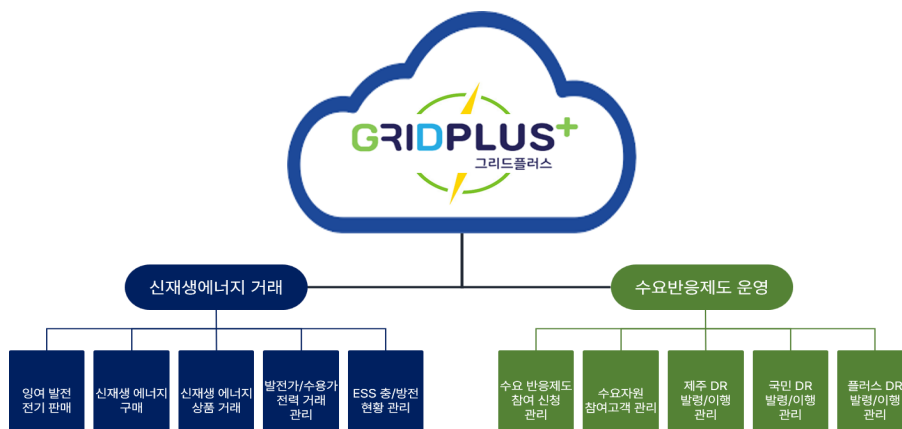 GRIDPLUS+
그리드플러스
신재생에너지 거래
수요반응제도 운영
잉여 발전
전기 판매
신재생 에너지
구매
신재생 에너지
상품 거래
발전가/수용가
전력 거래
관리
ESS 충/방전
현황 관리
수요 반응제도
참여 신청
관리
수요자원
참여고객 관리
제주 DR
발령/이행
관리
국민 DR
발령/이행
관리
플러스 DR
발령/이행
관리